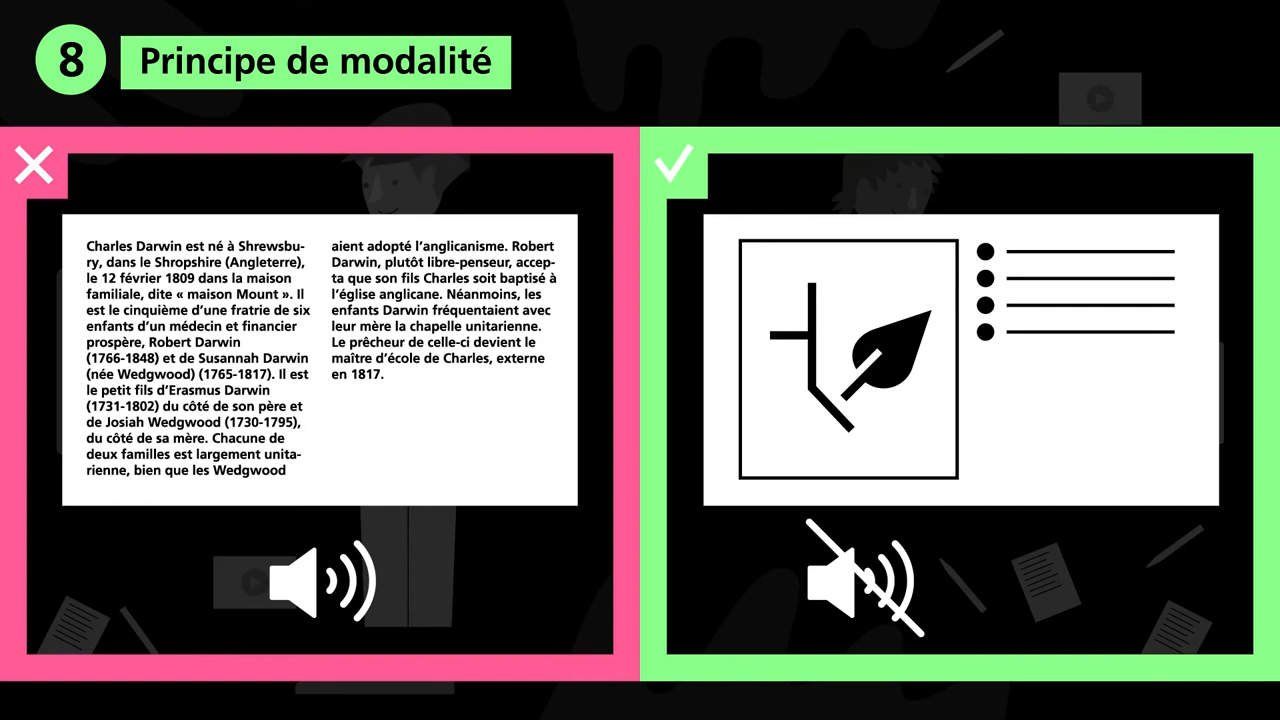 8
Principe de modalité
Charles Darwin est né à Shrewsbu-
ry, dans le Shropshire (Angleterre),
le 12 février 1809 dans la maison
familiale, dite « maison Mount ». Il
est le cinquième d'une fratrie de six
enfants d'un médecin et financier
prospère, Robert Darwin
(1766-1848) et de Susannah Darwin
(née Wedgwood) (1765-1817). Il est
le petit fils d'Erasmus Darwin
(1731-1802) du côté de son père et
de Josiah Wedgwood (1730-1795),
du côté de sa mère. Chacune de
deux familles est largement unita-
rienne, bien que les Wedgwood
aient adopté l'anglicanisme. Robert
Darwin, plutôt libre-penseur, accep-
ta que son fils Charles soit baptisé à
l'église anglicane. Néanmoins, les
enfants Darwin fréquentaient avec
leur mère la chapelle unitarienne.
Le prêcheur de celle-ci devient le
maître d'école de Charles, externe
en 1817.